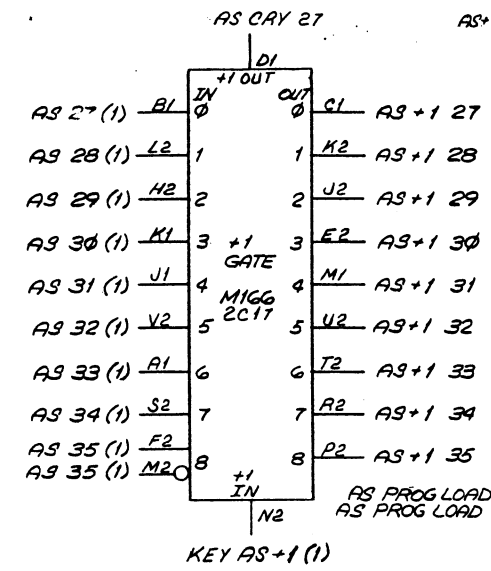 AS CRY 27
AS+
D1
+1 OUT
IN OUT
AS 27 (1) B1 0 0 C1 AS +1 27
AS 28 (1) L2 1 1 K2 AS +1 28
AS 29 (1) H2 2 2 J2 AS +1 29
AS 30 (1) K1 3 +1 3 E2 AS +1 30
GATE
AS 31 (1) J1 4 M166 4 M1 AS +1 31
2C17
AS 32 (1) V2 5 5 U2 AS +1 32
AS 33 (1) A1 6 6 T2 AS +1 33
AS 34 (1) S2 7 7 R2 AS +1 34
AS 35 (1) F2 8 8 P2 AS +1 35
AS 35 (1) M2
+1
IN
AS PROG LOAD
AS PROG LOAD
N2
KEY AS +1 (1)